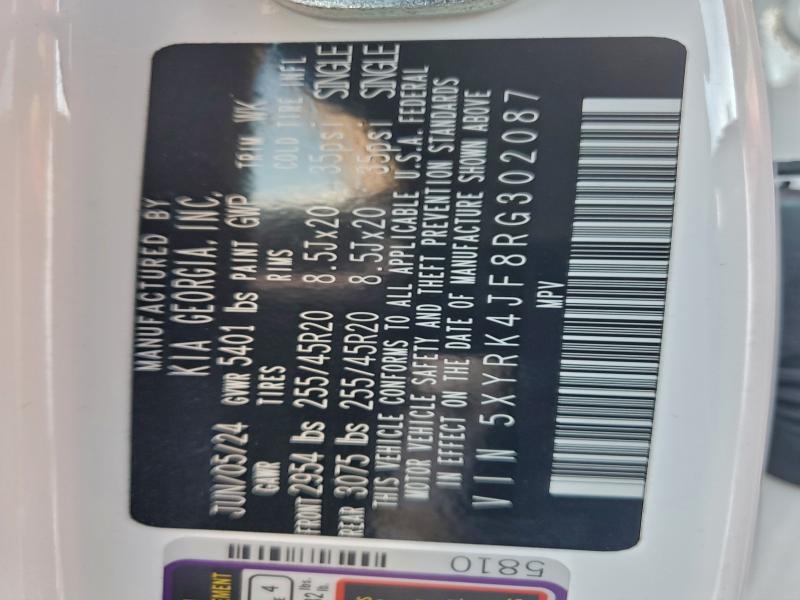 MANUFACTURED BY
KIA GEORGIA, INC.
JUN/05/24 GVWR 5401 lbs PAINT GWP TRIM WK
GAWR TIRES RIMS COLD TIRE INFL
FRONT 2954 lbs 255/45R20 8.5Jx20 35psi SINGLE
REAR 3075 lbs 255/45R20 8.5Jx20 35psi SINGLE
THIS VEHICLE CONFORMS TO ALL APPLICABLE U.S.A. FEDERAL
MOTOR VEHICLE SAFETY AND THEFT PREVENTION STANDARDS
IN EFFECT ON THE DATE OF MANUFACTURE SHOWN ABOVE
VIN 5XYRK4JF8RG302087
MPV
5810